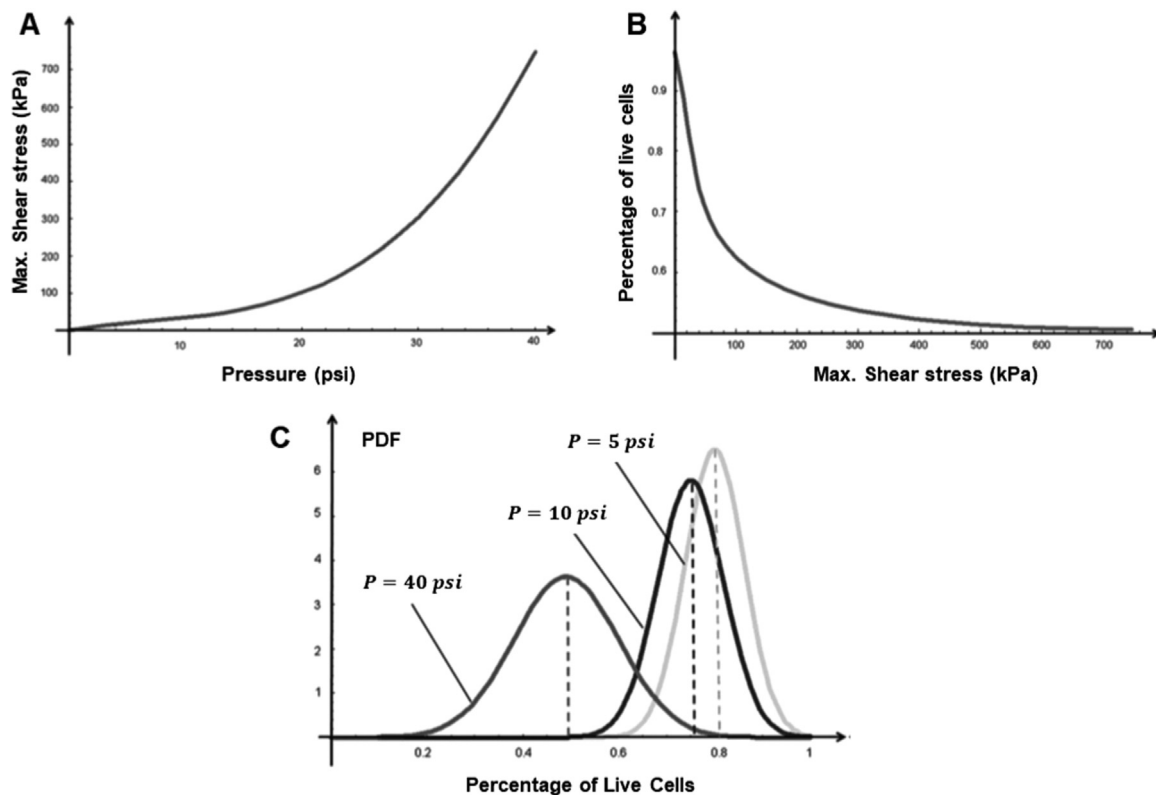 A
Max. Shear stress (kPa)
700
600
500
400
300
200
100
10
20
30
40
Pressure (psi)
B
Percentage of live cells
0.9
0.8
0.7
0.6
100
200
300
400
500
600
700
Max. Shear stress (kPa)
C
PDF
P = 5 psi
P = 10 psi
P = 40 psi
6
5
4
3
2
1
0.2
0.4
0.6
0.8
1
Percentage of Live Cells